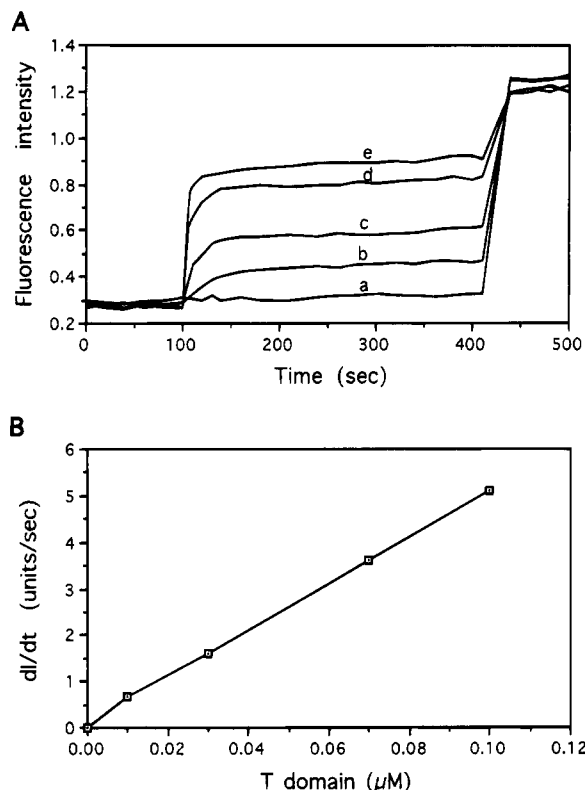 A
Fluorescence intensity
1.4
1.2
1.0
0.8
0.6
0.4
0.2
e
d
c
b
a
0 100 200 300 400 500
Time (sec)
B
dI/dt (units/sec)
6
5
4
3
2
1
0
0.00 0.02 0.04 0.06 0.08 0.10 0.12
T domain (µM)